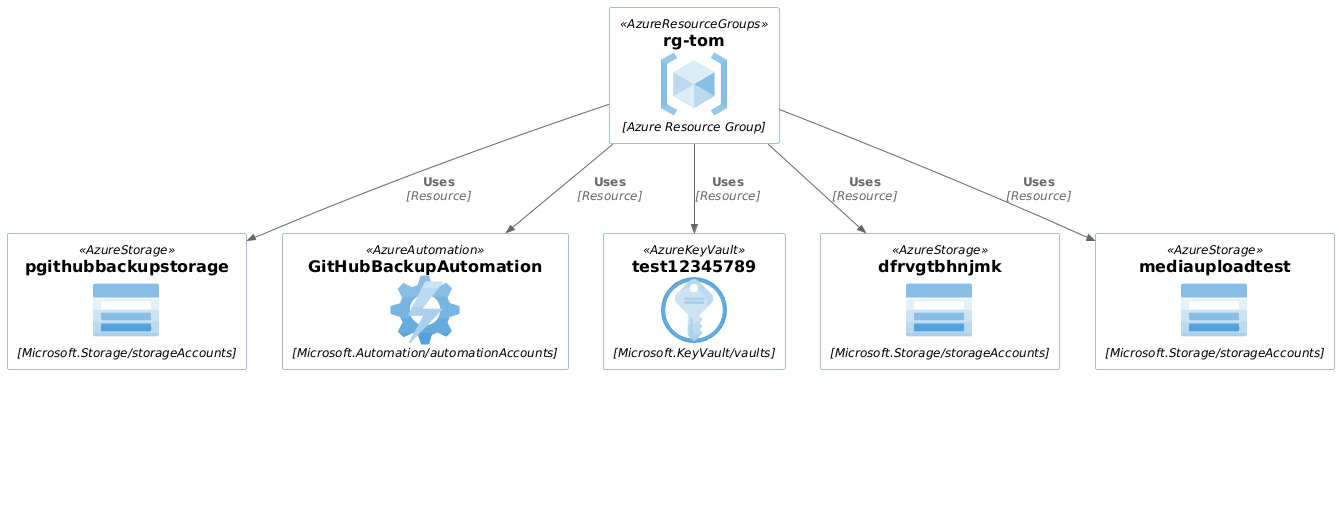 «AzureResourceGroups»
rg-tom
[Azure Resource Group]
Uses
[Resource]
Uses
[Resource]
Uses
[Resource]
Uses
[Resource]
Uses
[Resource]
«AzureStorage»
pgithubbackupstorage
[Microsoft.Storage/storageAccounts]
«AzureAutomation»
GitHubBackupAutomation
[Microsoft.Automation/automationAccounts]
«AzureKeyVault»
test12345789
[Microsoft.KeyVault/vaults]
«AzureStorage»
dfrvgtbhnjmk
[Microsoft.Storage/storageAccounts]
«AzureStorage»
mediauploadtest
[Microsoft.Storage/storageAccounts]